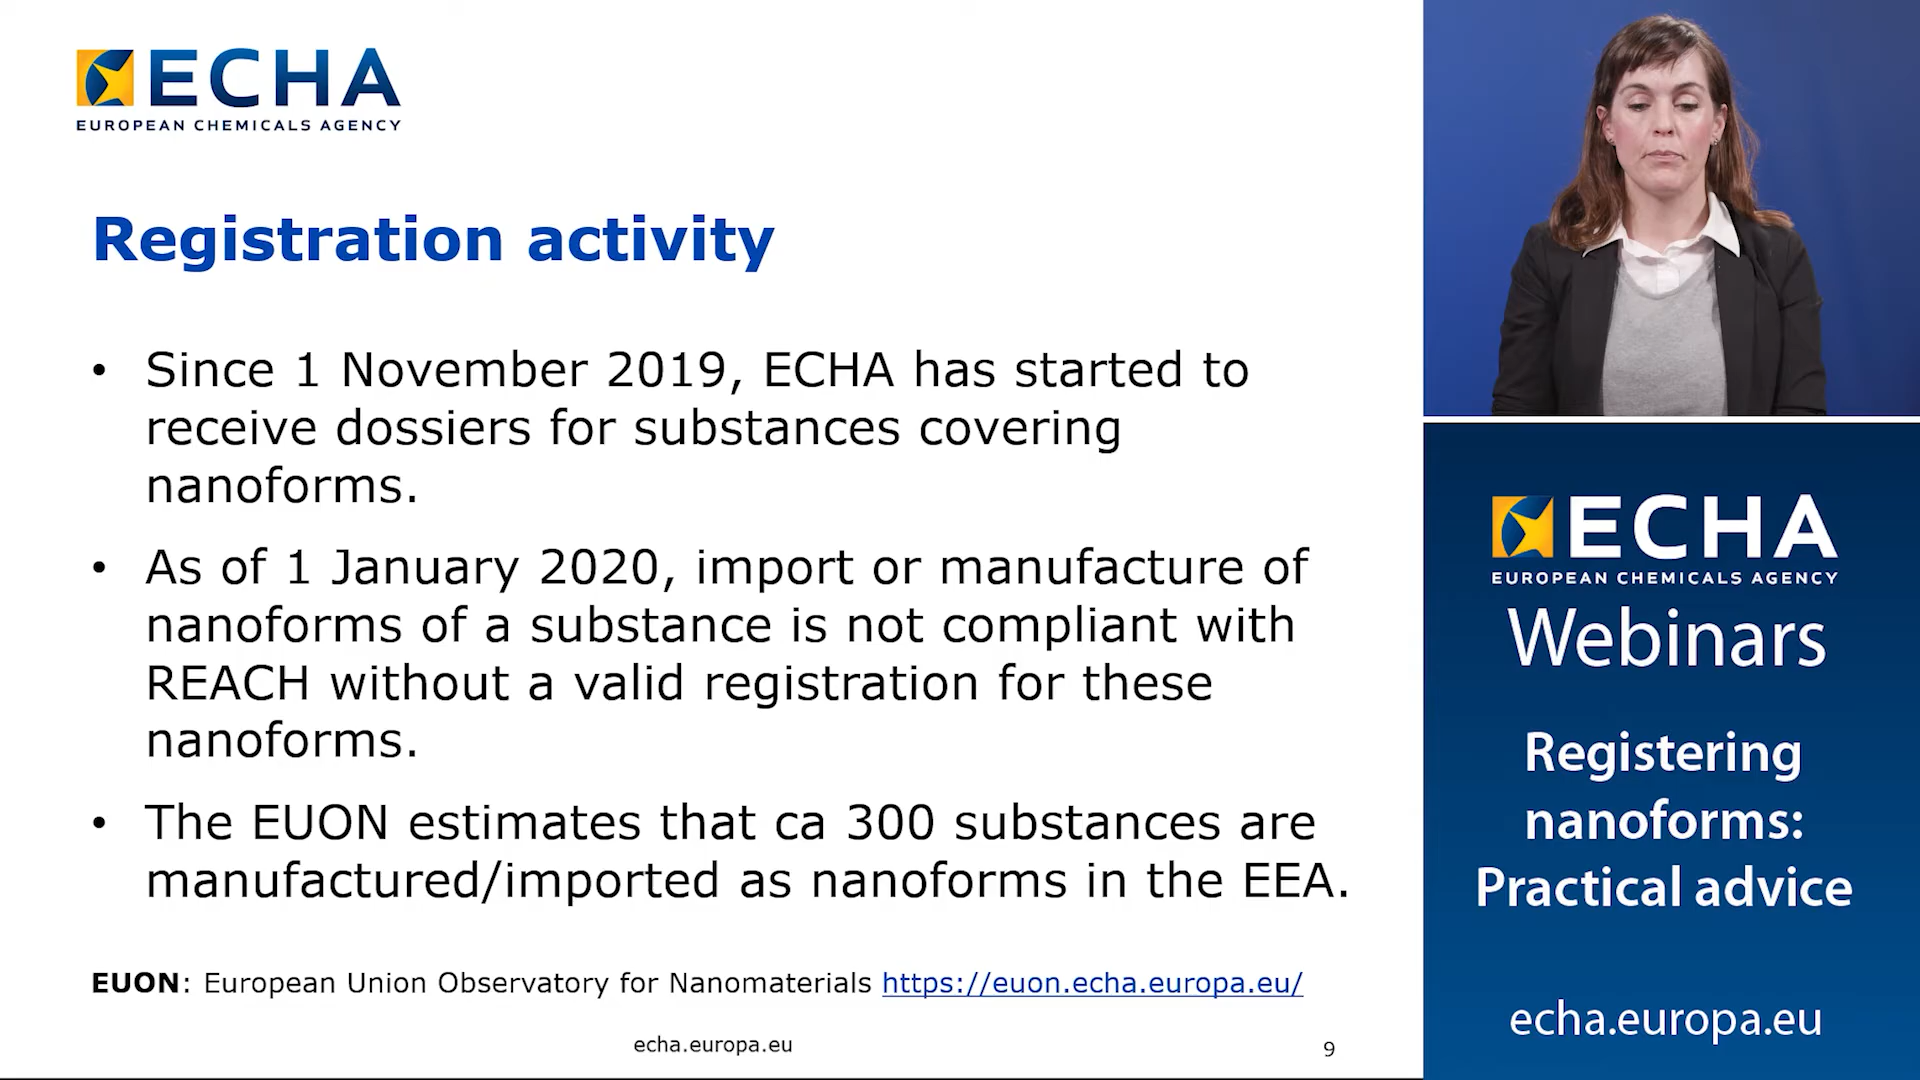 ECHA
EUROPEAN CHEMICALS AGENCY
Registration activity
• Since 1 November 2019, ECHA has started to
receive dossiers for substances covering
nanoforms.
• As of 1 January 2020, import or manufacture of
nanoforms of a substance is not compliant with
REACH without a valid registration for these
nanoforms.
• The EUON estimates that ca 300 substances are
manufactured/imported as nanoforms in the EEA.
EUON: European Union Observatory for Nanomaterials https://euon.echa.europa.eu/
echa.europa.eu
9
ECHA
EUROPEAN CHEMICALS AGENCY
Webinars
Registering
nanoforms:
Practical advice
echa.europa.eu